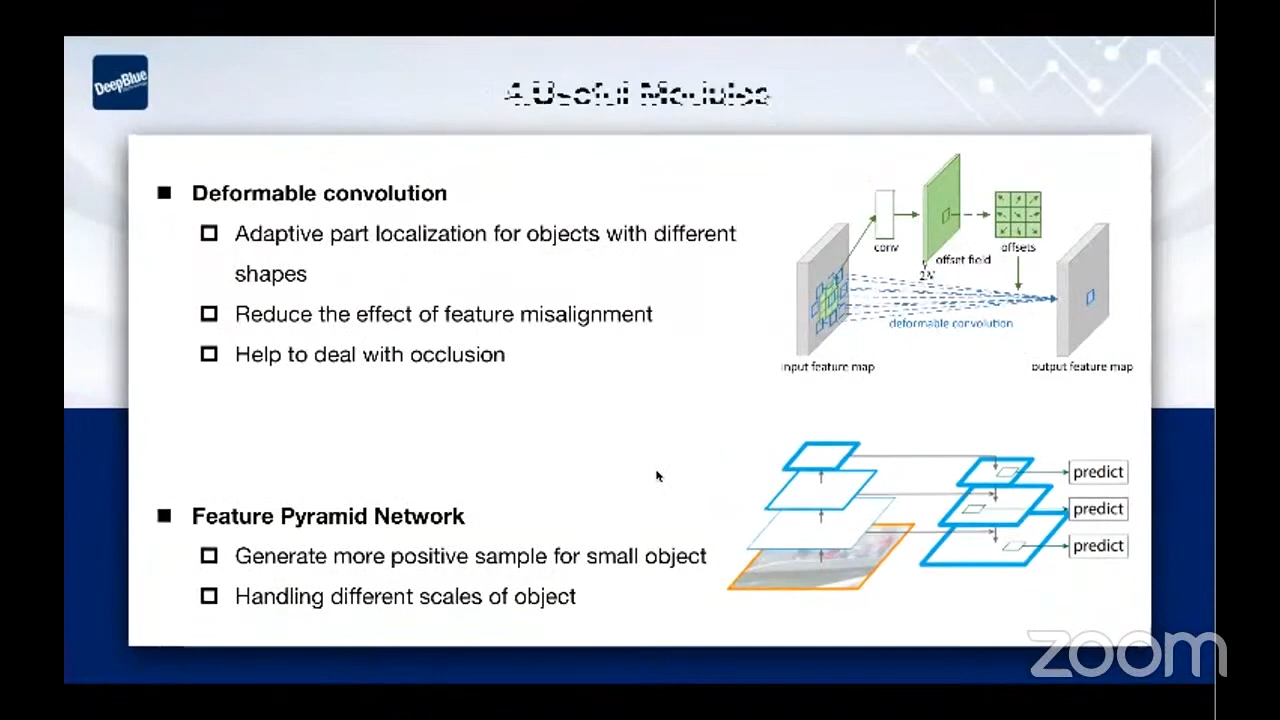 DeepBlue
A Useful Modules
Deformable convolution
Adaptive part localization for objects with different
shapes
Reduce the effect of feature misalignment
Help to deal with occlusion
conv
offset field
offsets
2N
deformable convolution
input feature map
output feature map
Feature Pyramid Network
Generate more positive sample for small object
Handling different scales of object
predict
predict
predict
zoom